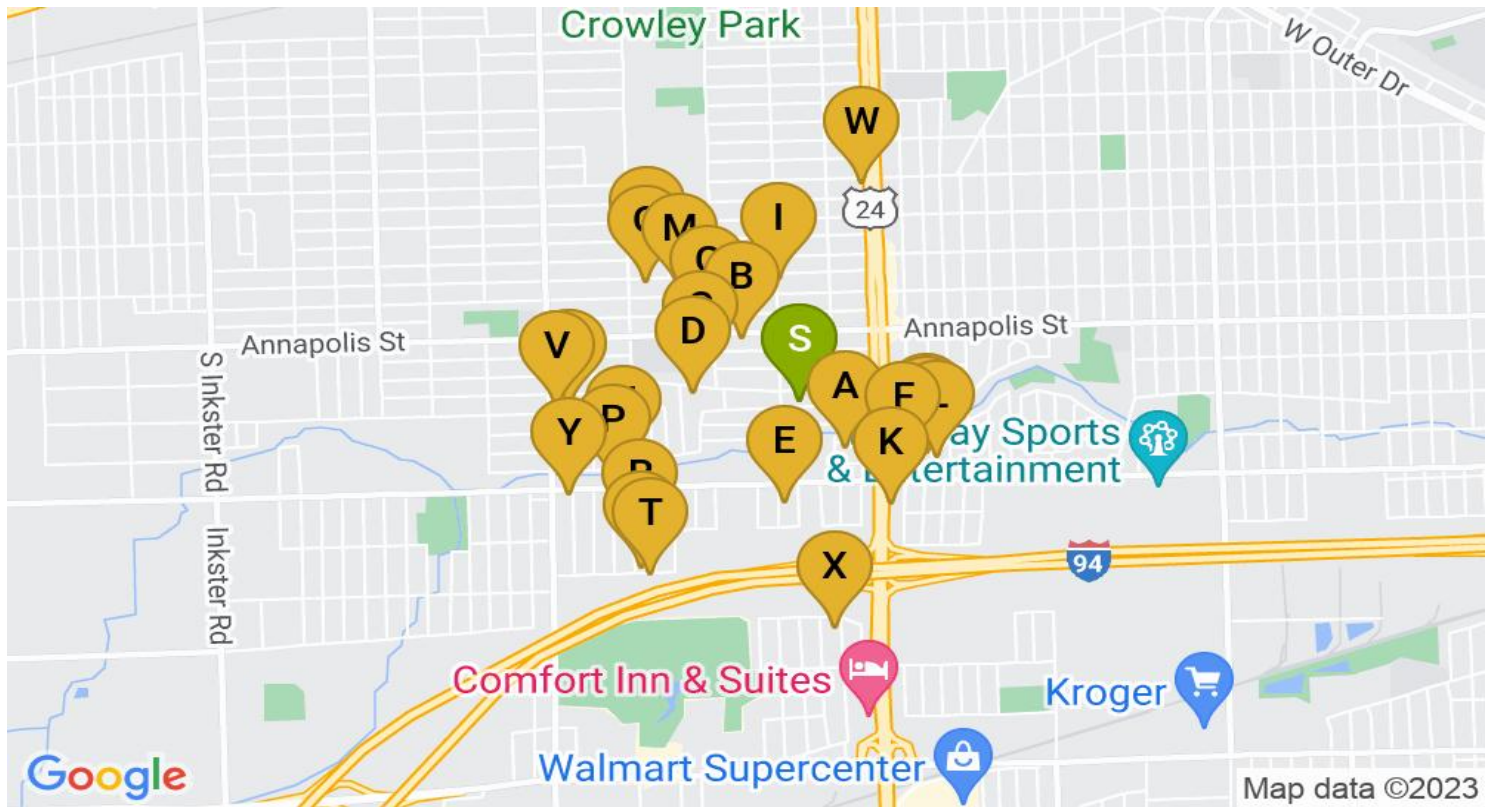 Crowley Park
W Outer Dr
W
24
I
M
B
S
D
V
A
F
P
Y
E
K
T
X
Annapolis St
Annapolis St
S Inkster Rd
Inkster Rd
ay Sports
& Entertainment
94
Comfort Inn & Suites
Kroger
Walmart Supercenter
Google
Map data ©2023